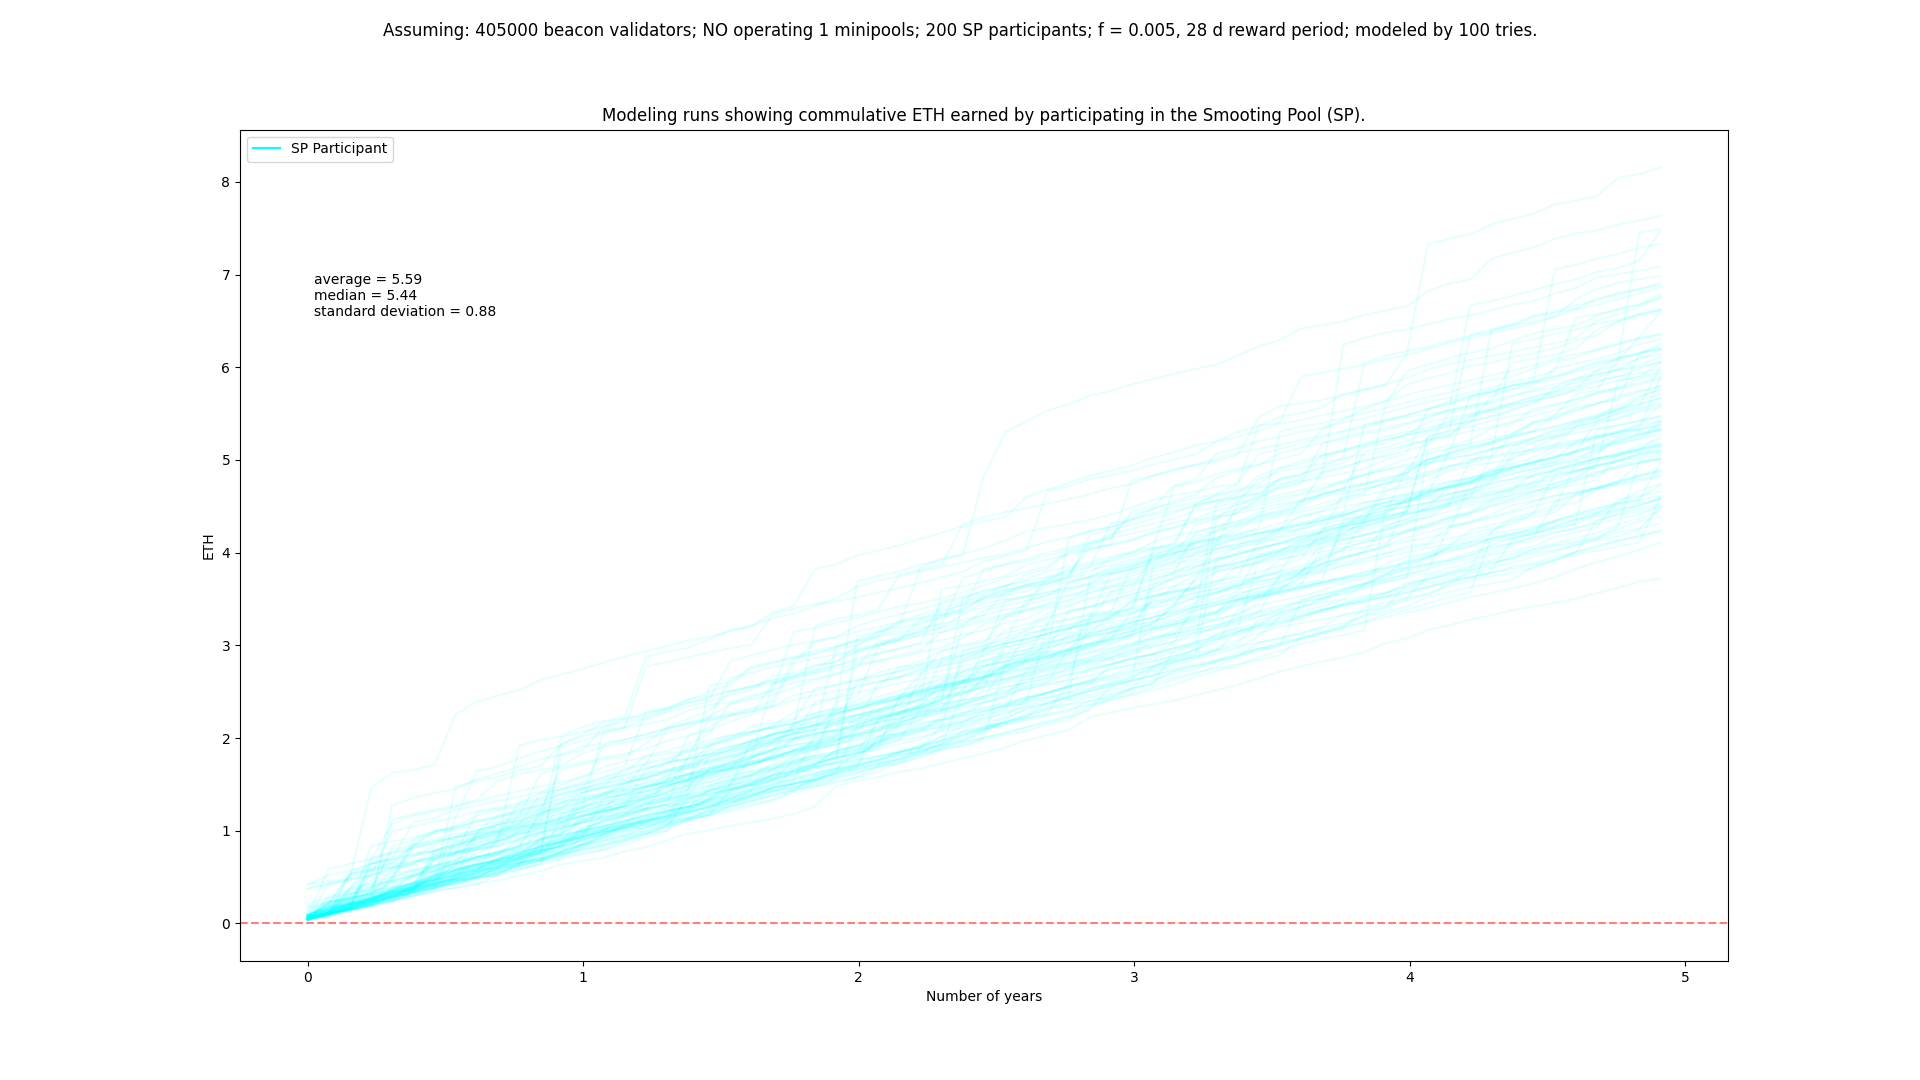 Assuming: 405000 beacon validators; NO operating 1 minipools; 200 SP participants; f = 0.005, 28 d reward period; modeled by 100 tries.
Modeling runs showing commulative ETH earned by participating in the Smooting Pool (SP).
SP Participant
average = 5.59
median = 5.44
standard deviation = 0.88
ETH
8
7
6
5
4
3
2
1
0
0 1 2 3 4 5
Number of years